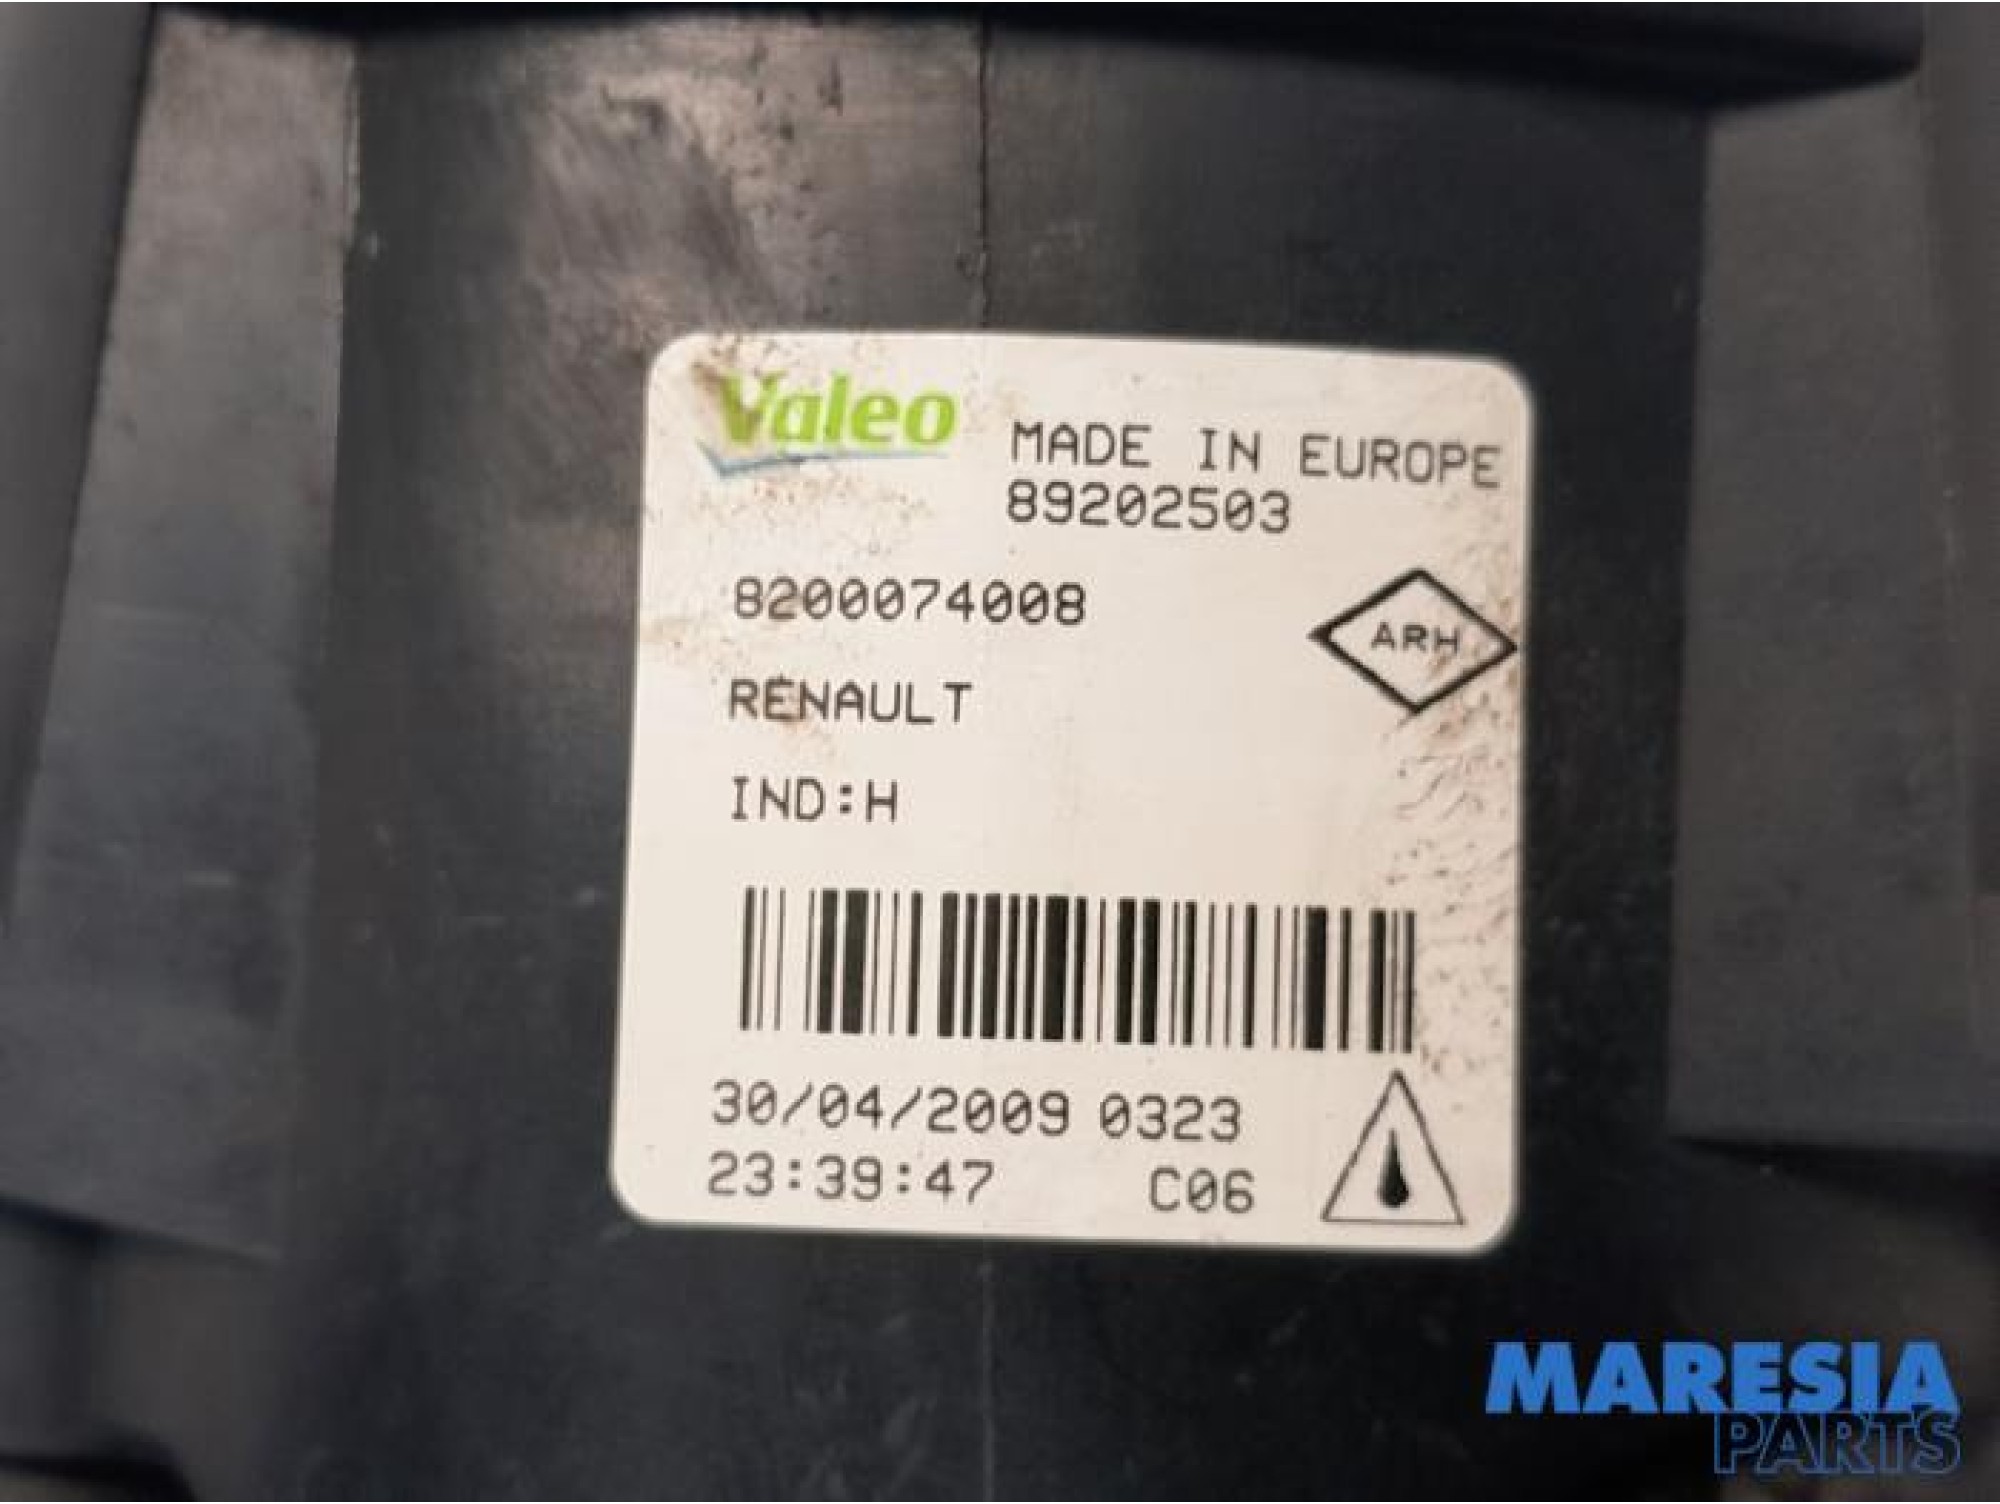 Valeo
MADE IN EUROPE
89202503
8200074008
ARH
RENAULT
IND:H
30/04/2009 0323
23:39:47 C06
MARESIA
PARTS